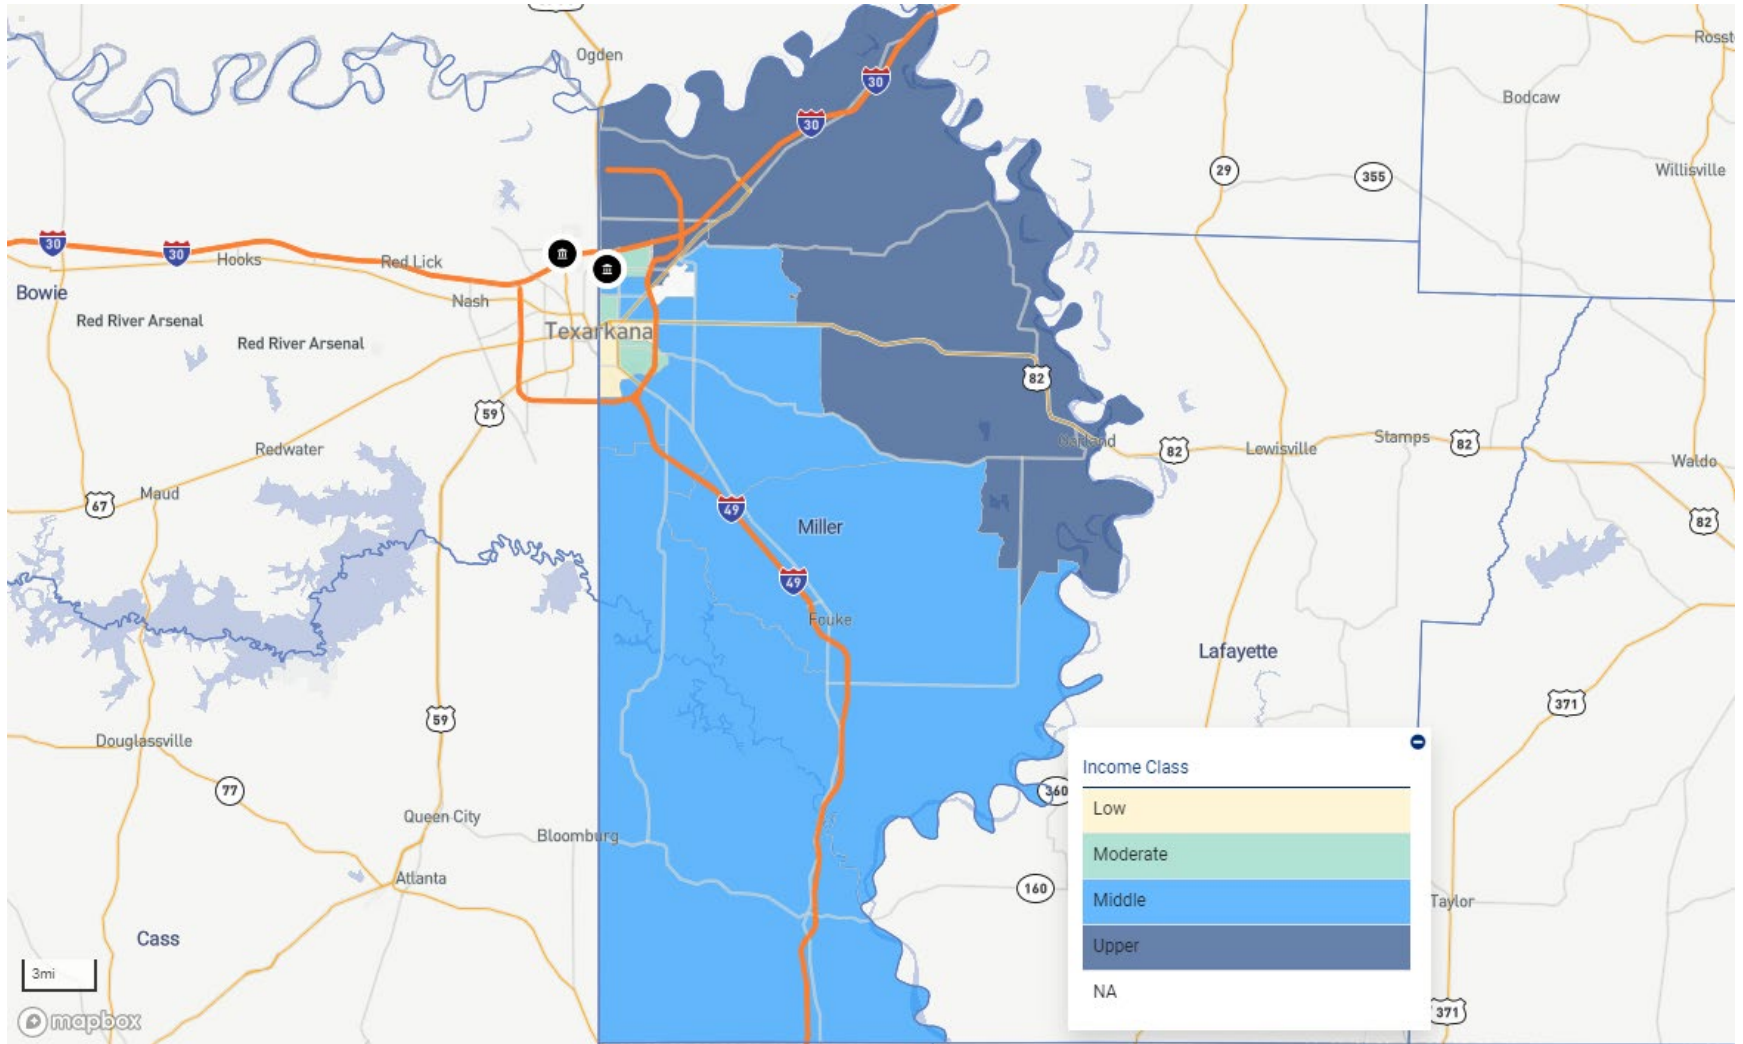 Ogden
Rosst
30
Bodcaw
30
29
355
Willisville
30
30
Hooks
Red Lick
Bowie
Nash
Red River Arsenal
Texarkana
Red River Arsenal
82
59
Garland
82
Lewisville
Stamps
82
Redwater
Waldo
Maud
67
49
Miller
82
49
Fouke
Lafayette
59
371
Douglassville
77
360
Queen City
Bloomburg
Atlanta
160
Taylor
Cass
371
3mi
mapbox
Income Class
Low
Moderate
Middle
Upper
NA